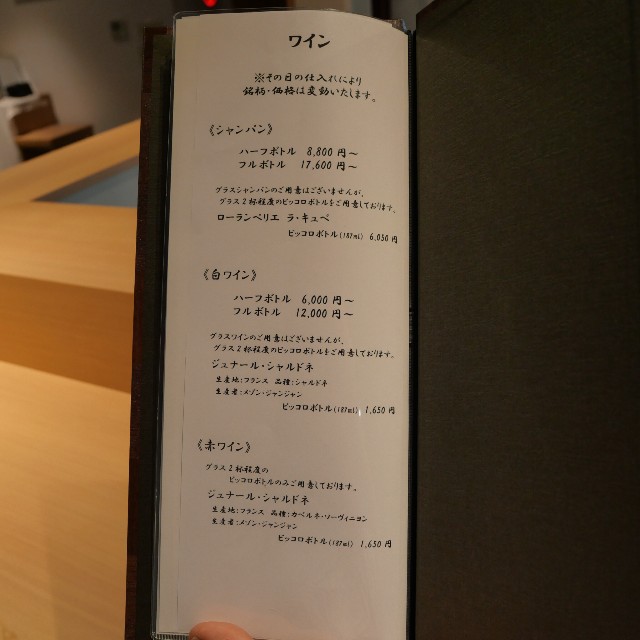 ワイン
※その日の仕入れにより
銘柄・価格は変動いたします。
《シャンパン》
ハーフボトル 8,800円～
フルボトル 17,600円～
グラスシャンパンのご用意はございませんが、
グラス2杯程度のピッコロボトルをご用意しております。
ローランペリエ ラ・キュベ
ピッコロボトル(187ml) 6,050円
《白ワイン》
ハーフボトル 6,000円～
フルボトル 12,000円～
グラスワインのご用意はございませんが、
グラス2杯程度のピッコロボトルをご用意しております。
ジュナール・シャルドネ
生産地:フランス 品種:シャルドネ
生産者:メゾン・ジャンジャン
ピッコロボトル(187ml) 1,650円
《赤ワイン》
グラス2杯程度の
ピッコロボトルのみご用意しております。
ジュナール・シャルドネ
生産地:フランス 品種:カベルネ・ソーヴィニヨン
生産者:メゾン・ジャンジャン
ピッコロボトル(187ml) 1,650円